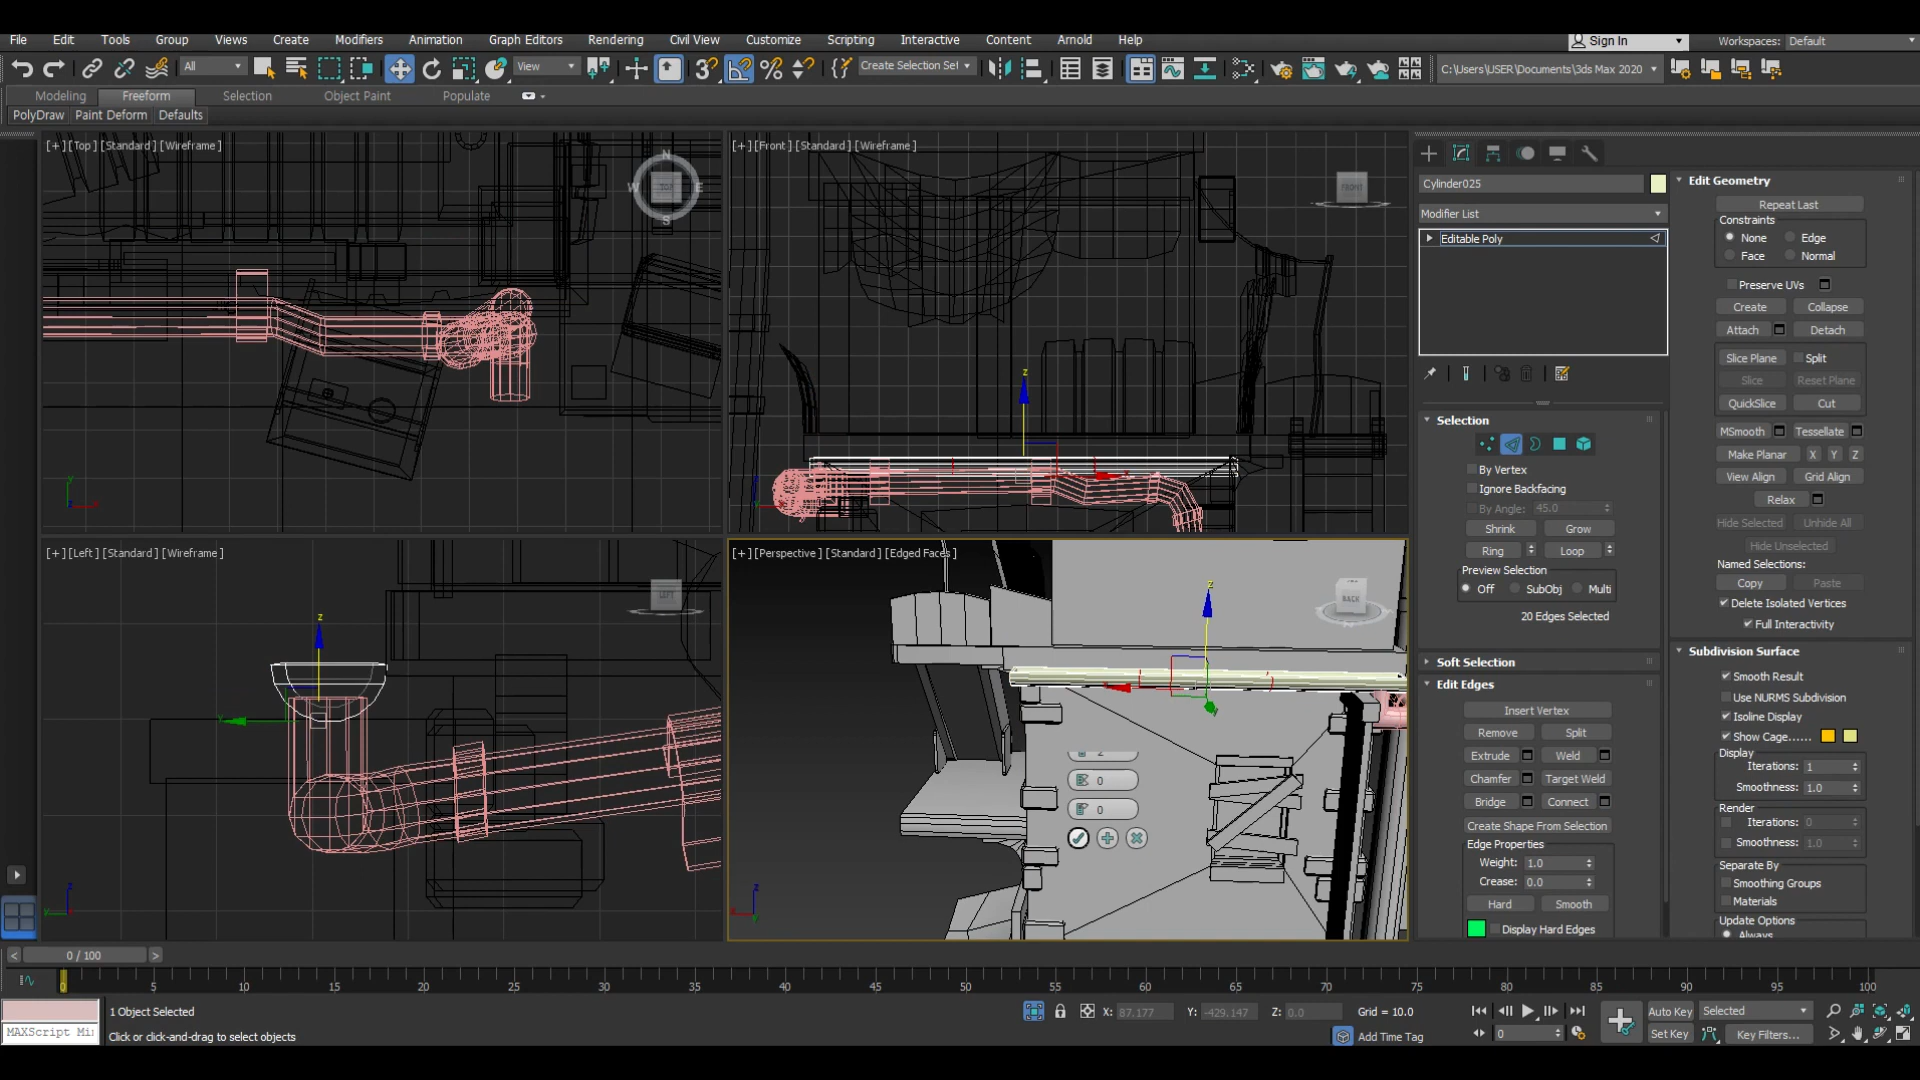 File Edit Tools Group Views Create Modifiers Animation Graph Editors Rendering Civil View Customize Scripting Interactive Content Arnold Help
Sign In Workspaces: Default
All View Create Selection Set C:\Users\USER\Documents\3ds Max 2020
Modeling Freeform Selection Object Paint Populate
PolyDraw Paint Deform Defaults
[+] [Top] [Standard] [Wireframe]
N
W TOP E
S
[+] [Front] [Standard] [Wireframe]
FRONT
[+] [Left] [Standard] [Wireframe]
LEFT
[+] [Perspective] [Standard] [Edged Faces]
BACK
0
0
Cylinder025
Modifier List
Editable Poly
Selection
By Vertex
Ignore Backfacing
By Angle: 45.0
Shrink Grow
Ring Loop
Preview Selection
Off SubObj Multi
20 Edges Selected
Soft Selection
Edit Edges
Insert Vertex
Remove Split
Extrude Weld
Chamfer Target Weld
Bridge Connect
Create Shape From Selection
Edge Properties
Weight: 1.0
Crease: 0.0
Hard Smooth
Display Hard Edges
Edit Geometry
Repeat Last
Constraints
None Edge
Face Normal
Preserve UVs
Create Collapse
Attach Detach
Slice Plane Split
Slice Reset Plane
QuickSlice Cut
MSmooth Tessellate
Make Planar X Y Z
View Align Grid Align
Relax
Hide Selected Unhide All
Hide Unselected
Named Selections:
Copy Paste
Delete Isolated Vertices
Full Interactivity
Subdivision Surface
Smooth Result
Use NURMS Subdivision
Isoline Display
Show Cage......
Display
Iterations: 1
Smoothness: 1.0
Render
Iterations: 0
Smoothness: 1.0
Separate By
Smoothing Groups
Materials
Update Options
Always
< 0 / 100 >
0 5 10 15 20 25 30 35 40 45 50 55 60 65 70 75 80 85 90 95 100
MAXScript Mi
1 Object Selected
Click or click-and-drag to select objects
X: 87.177 Y: -429.147 Z: 0.0 Grid = 10.0
Add Time Tag
0
Auto Key Selected
Set Key Key Filters...